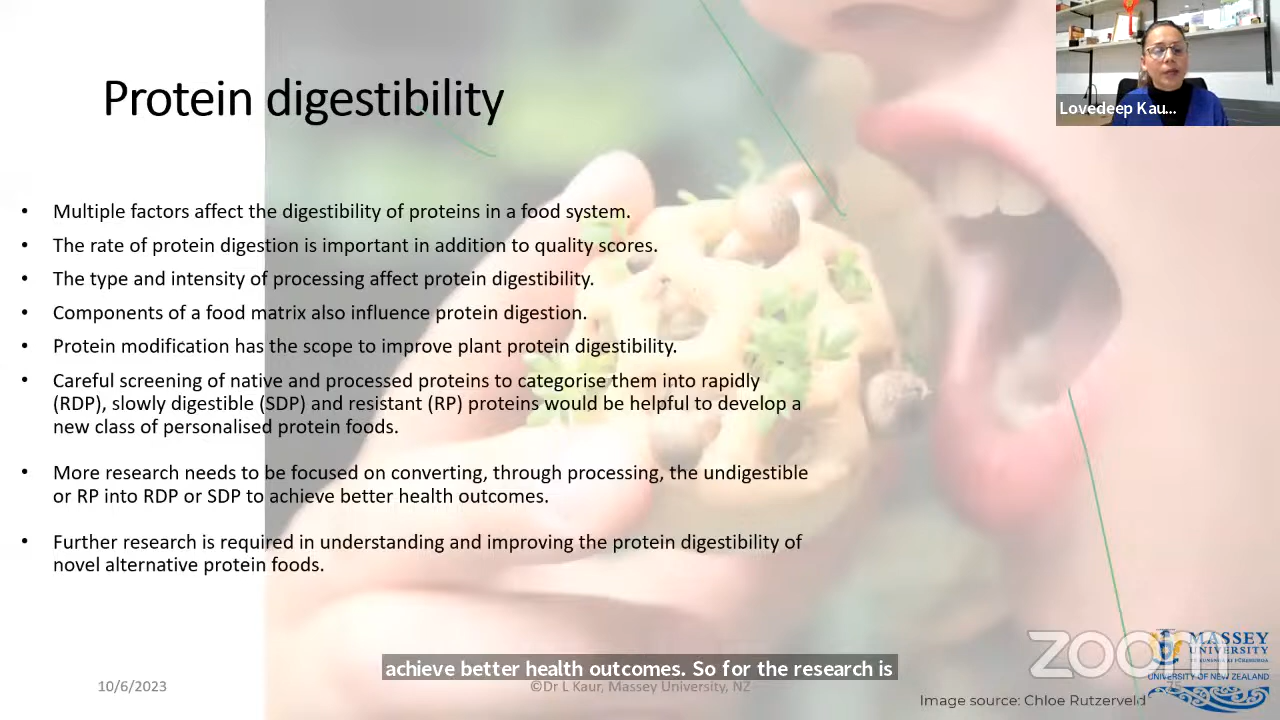 Protein digestibility
Lovedeep Kau...
• Multiple factors affect the digestibility of proteins in a food system.
• The rate of protein digestion is important in addition to quality scores.
• The type and intensity of processing affect protein digestibility.
• Components of a food matrix also influence protein digestion.
• Protein modification has the scope to improve plant protein digestibility.
• Careful screening of native and processed proteins to categorise them into rapidly
(RDP), slowly digestible (SDP) and resistant (RP) proteins would be helpful to develop a
new class of personalised protein foods.
• More research needs to be focused on converting, through processing, the undigestible
or RP into RDP or SDP to achieve better health outcomes.
• Further research is required in understanding and improving the protein digestibility of
novel alternative protein foods.
achieve better health outcomes. So for the research is
10/6/2023
©Dr L Kaur, Massey University, NZ
zoom
MASSEY
UNIVERSITY
UNIVERSITY OF NEW ZEALAND
Image source: Chloe Rutzerveld